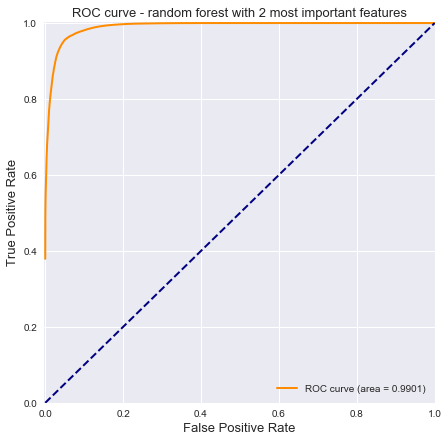 ROC curve - random forest with 2 most important features
1.0
0.8
0.6
0.4
0.2
0.0
True Positive Rate
ROC curve (area = 0.9901)
0.0 0.2 0.4 0.6 0.8 1.0
False Positive Rate